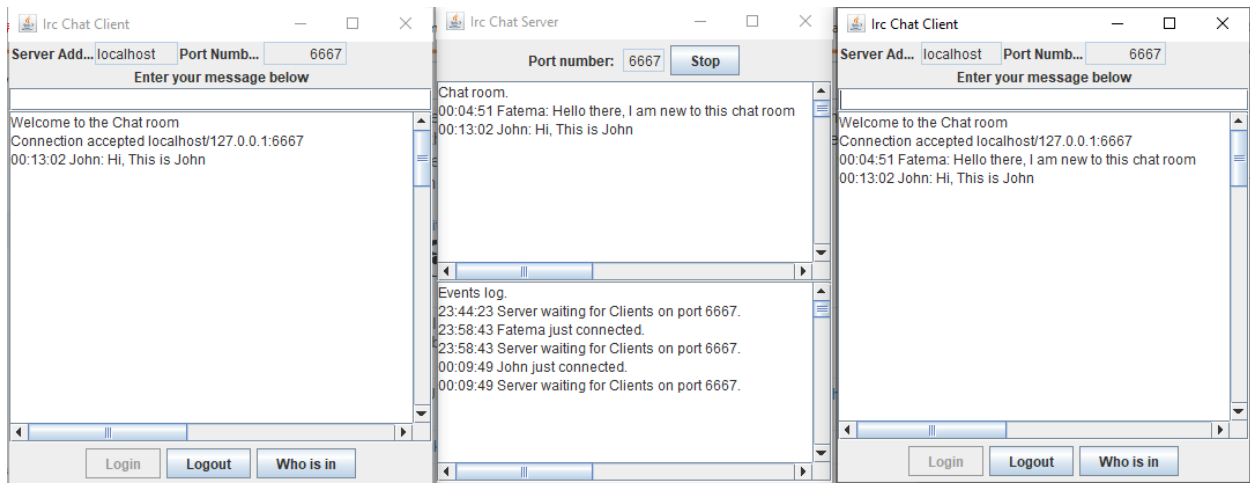 Irc Chat Client
Server Add... localhost Port Numb... 6667
Enter your message below
Welcome to the Chat room
Connection accepted localhost/127.0.0.1:6667
00:13:02 John: Hi, This is John
Login Logout Who is in
Irc Chat Server
Port number: 6667 Stop
Chat room.
00:04:51 Fatema: Hello there, I am new to this chat room
00:13:02 John: Hi, This is John
Events log.
23:44:23 Server waiting for Clients on port 6667.
23:58:43 Fatema just connected.
23:58:43 Server waiting for Clients on port 6667.
00:09:49 John just connected.
00:09:49 Server waiting for Clients on port 6667.
Irc Chat Client
Server Ad... localhost Port Numb... 6667
Enter your message below
Welcome to the Chat room
Connection accepted localhost/127.0.0.1:6667
00:04:51 Fatema: Hello there, I am new to this chat room
00:13:02 John: Hi, This is John
Login Logout Who is in